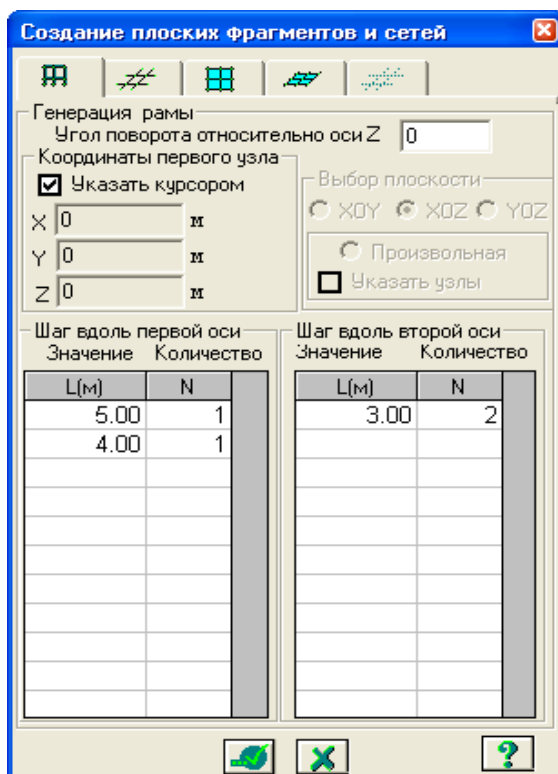 Создание плоских фрагментов и сетей
Генерация рамы
Угол поворота относительно оси Z 0
Координаты первого узла
Указать курсором
X 0 м
Y 0 м
Z 0 м
Выбор плоскости
XOY XOZ YOZ
Произвольная
Указать узлы
Шаг вдоль первой оси
Значение Количество
L(м) N
5.00 1
4.00 1
Шаг вдоль второй оси
Значение Количество
L(м) N
3.00 2
?